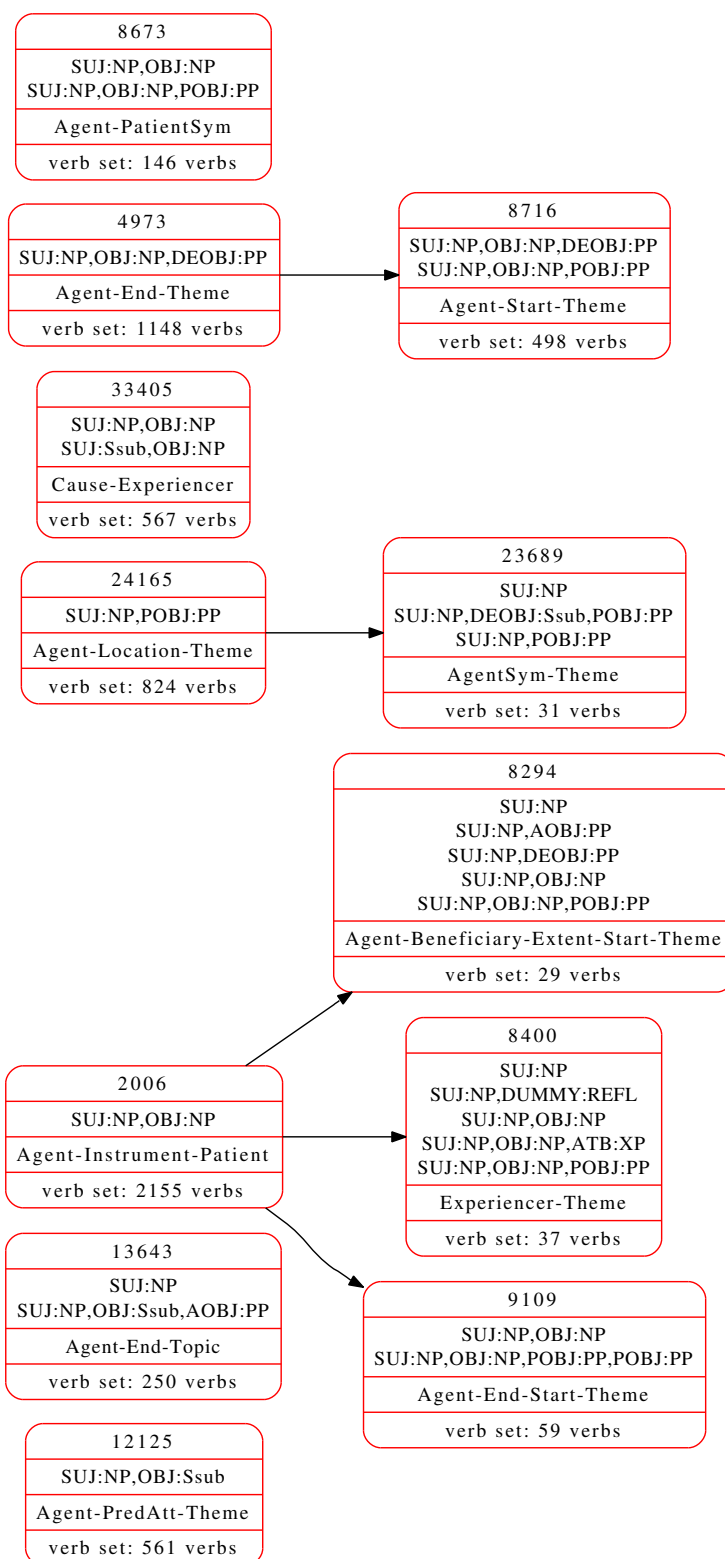 8673
SUJ:NP,OBJ:NP
SUJ:NP,OBJ:NP,POBJ:PP
Agent-PatientSym
verb set: 146 verbs
4973
SUJ:NP,OBJ:NP,DEOBJ:PP
Agent-End-Theme
verb set: 1148 verbs
8716
SUJ:NP,OBJ:NP,DEOBJ:PP
SUJ:NP,OBJ:NP,POBJ:PP
Agent-Start-Theme
verb set: 498 verbs
33405
SUJ:NP,OBJ:NP
SUJ:Ssub,OBJ:NP
Cause-Experiencer
verb set: 567 verbs
24165
SUJ:NP,POBJ:PP
Agent-Location-Theme
verb set: 824 verbs
23689
SUJ:NP
SUJ:NP,DEOBJ:Ssub,POBJ:PP
SUJ:NP,POBJ:PP
AgentSym-Theme
verb set: 31 verbs
8294
SUJ:NP
SUJ:NP,AOBJ:PP
SUJ:NP,DEOBJ:PP
SUJ:NP,OBJ:NP
SUJ:NP,OBJ:NP,POBJ:PP
Agent-Beneficiary-Extent-Start-Theme
verb set: 29 verbs
2006
SUJ:NP,OBJ:NP
Agent-Instrument-Patient
verb set: 2155 verbs
8400
SUJ:NP
SUJ:NP,DUMMY:REFL
SUJ:NP,OBJ:NP
SUJ:NP,OBJ:NP,ATB:XP
SUJ:NP,OBJ:NP,POBJ:PP
Experiencer-Theme
verb set: 37 verbs
13643
SUJ:NP
SUJ:NP,OBJ:Ssub,AOBJ:PP
Agent-End-Topic
verb set: 250 verbs
9109
SUJ:NP,OBJ:NP
SUJ:NP,OBJ:NP,POBJ:PP,POBJ:PP
Agent-End-Start-Theme
verb set: 59 verbs
12125
SUJ:NP,OBJ:Ssub
Agent-PredAtt-Theme
verb set: 561 verbs